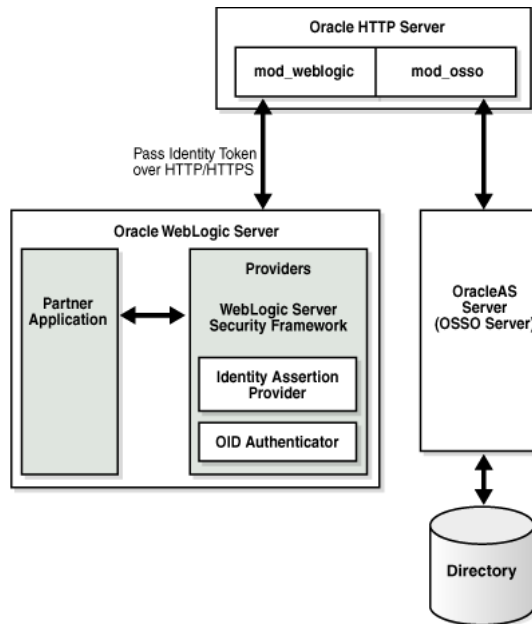 Oracle HTTP Server
mod_weblogic
mod_osso
Pass Identity Token
over HTTP/HTTPS
Oracle WebLogic Server
Partner
Application
Providers
WebLogic Server
Security Framework
Identity Assertion
Provider
OID Authenticator
OracleAS
Server
(OSSO Server)
Directory